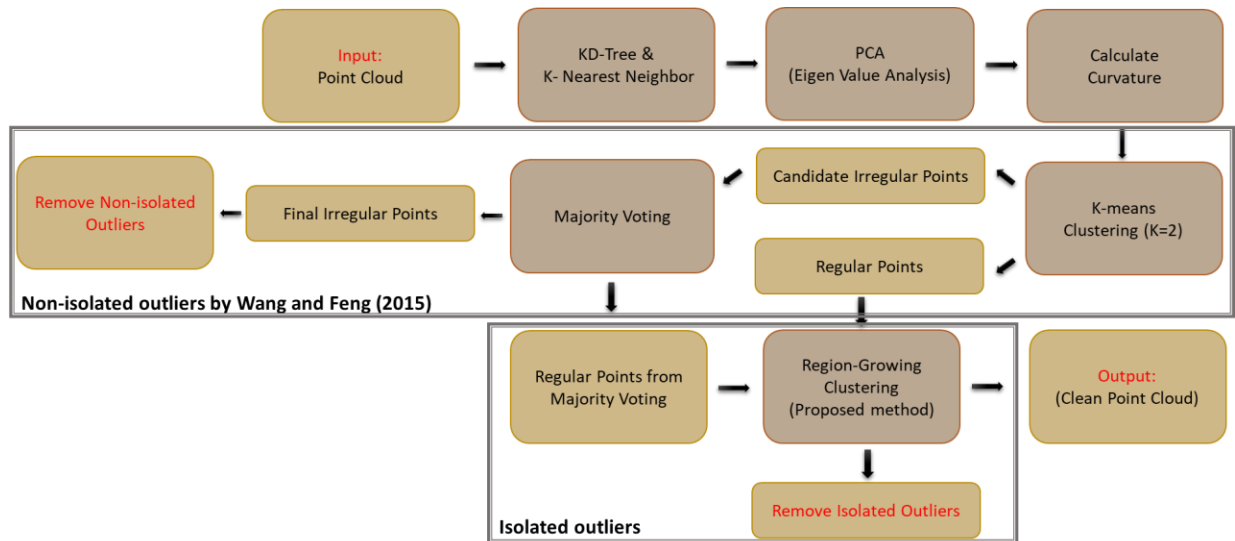 Input:
Point Cloud
KD-Tree &
K- Nearest Neighbor
PCA
(Eigen Value Analysis)
Calculate
Curvature
Remove Non-isolated
Outliers
Final Irregular Points
Majority Voting
Candidate Irregular Points
Regular Points
K-means
Clustering (K=2)
Non-isolated outliers by Wang and Feng (2015)
Regular Points from
Majority Voting
Region-Growing
Clustering
(Proposed method)
Output:
(Clean Point Cloud)
Remove Isolated Outliers
Isolated outliers